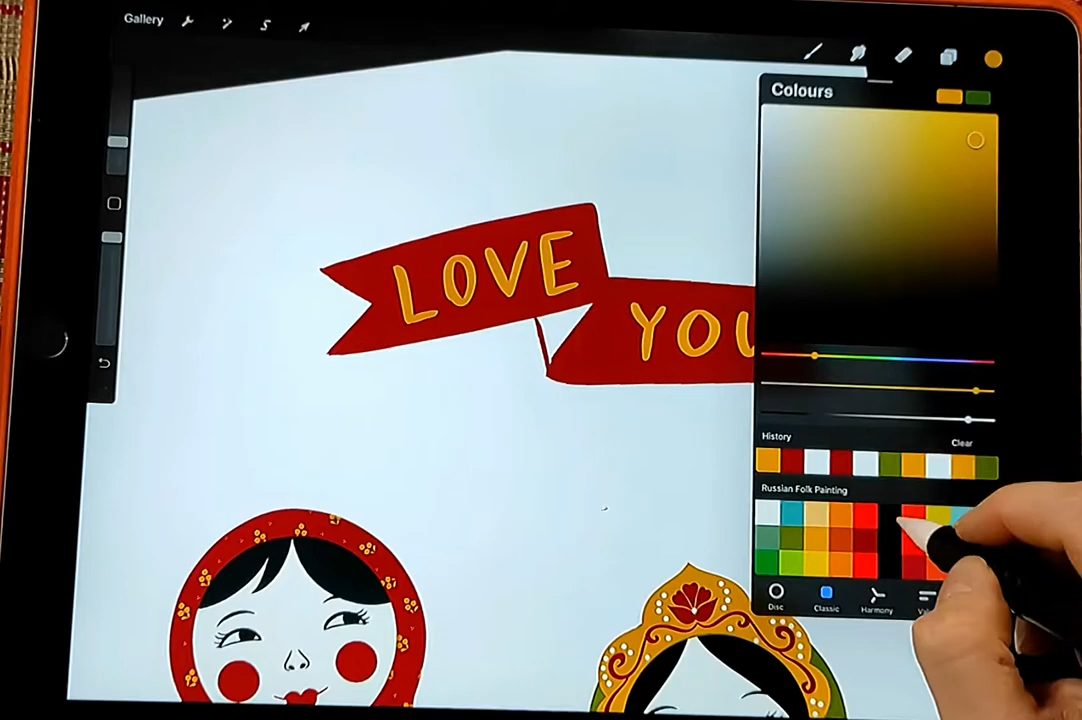 Gallery
Colours
LOVE
YOU
History
Clear
Russian Folk Painting
Disc
Classic
Harmony